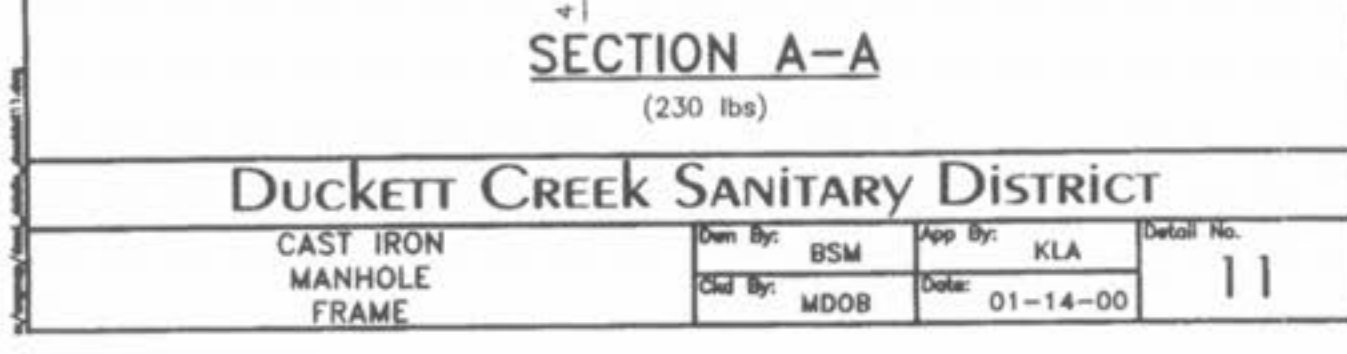 4
SECTION A-A
(230 lbs)
Duckett Creek Sanitary District
CAST IRON
MANHOLE
FRAME
Dwn By: BSM
App By: KLA
Ckd By: MDOB
Date: 01-14-00
Detail No.
11